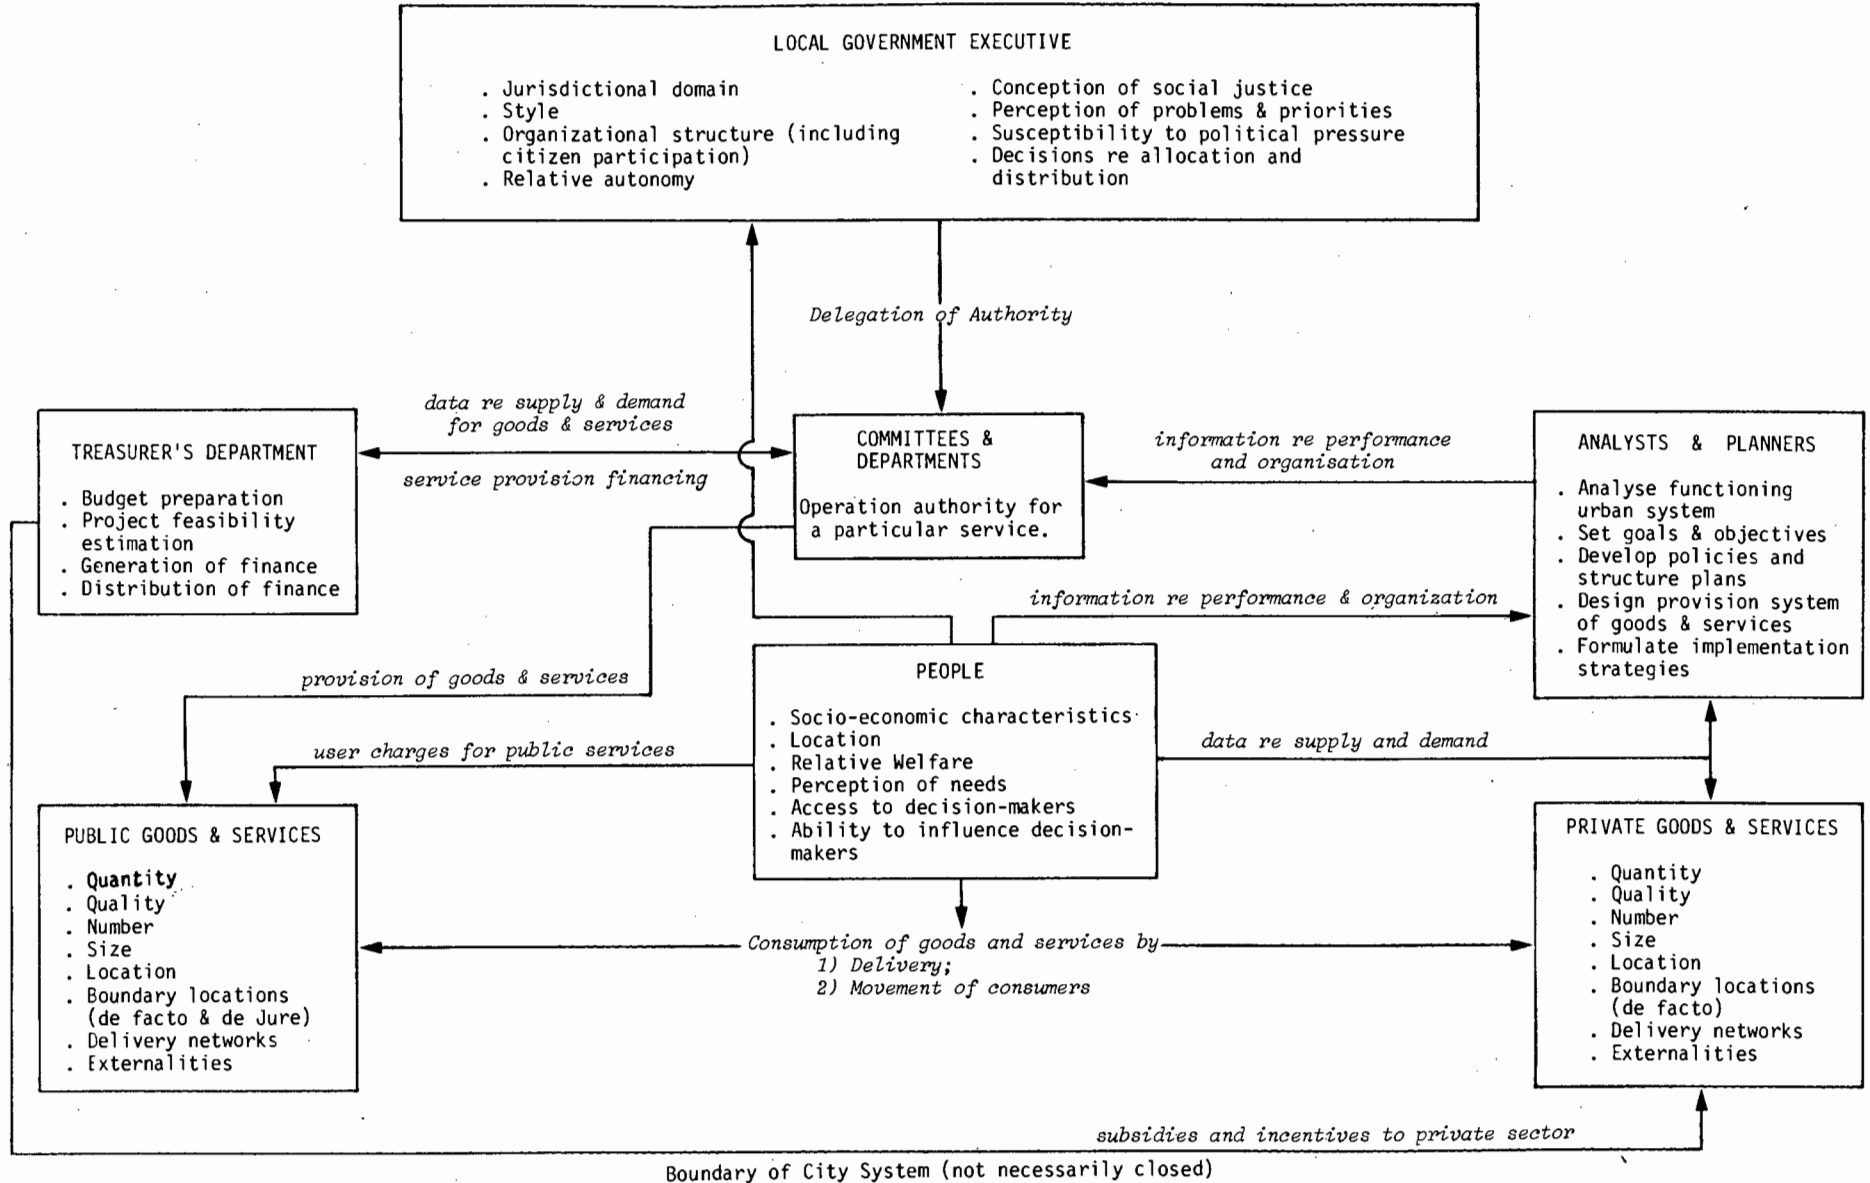 LOCAL GOVERNMENT EXECUTIVE
. Jurisdictional domain
. Style
. Organizational structure (including
citizen participation)
. Relative autonomy
. Conception of social justice
. Perception of problems & priorities
. Susceptibility to political pressure
. Decisions re allocation and
distribution
Delegation of Authority
data re supply & demand
for goods & services
service provision financing
TREASURER'S DEPARTMENT
. Budget preparation
. Project feasibility
estimation
. Generation of finance
. Distribution of finance
COMMITTEES &
DEPARTMENTS
Operation authority for
a particular service.
information re performance
and organisation
ANALYSTS & PLANNERS
. Analyse functioning
urban system
. Set goals & objectives
. Develop policies and
structure plans
. Design provision system
of goods & services
. Formulate implementation
strategies
information re performance & organization
provision of goods & services
user charges for public services
PEOPLE
. Socio-economic characteristics
. Location
. Relative Welfare
. Perception of needs
. Access to decision-makers
. Ability to influence decision-
makers
data re supply and demand
PUBLIC GOODS & SERVICES
. Quantity
. Quality
. Number
. Size
. Location
. Boundary locations
(de facto & de Jure)
. Delivery networks
. Externalities
Consumption of goods and services by
1) Delivery;
2) Movement of consumers
PRIVATE GOODS & SERVICES
. Quantity
. Quality
. Number
. Size
. Location
. Boundary locations
(de facto)
. Delivery networks
. Externalities
subsidies and incentives to private sector
Boundary of City System (not necessarily closed)